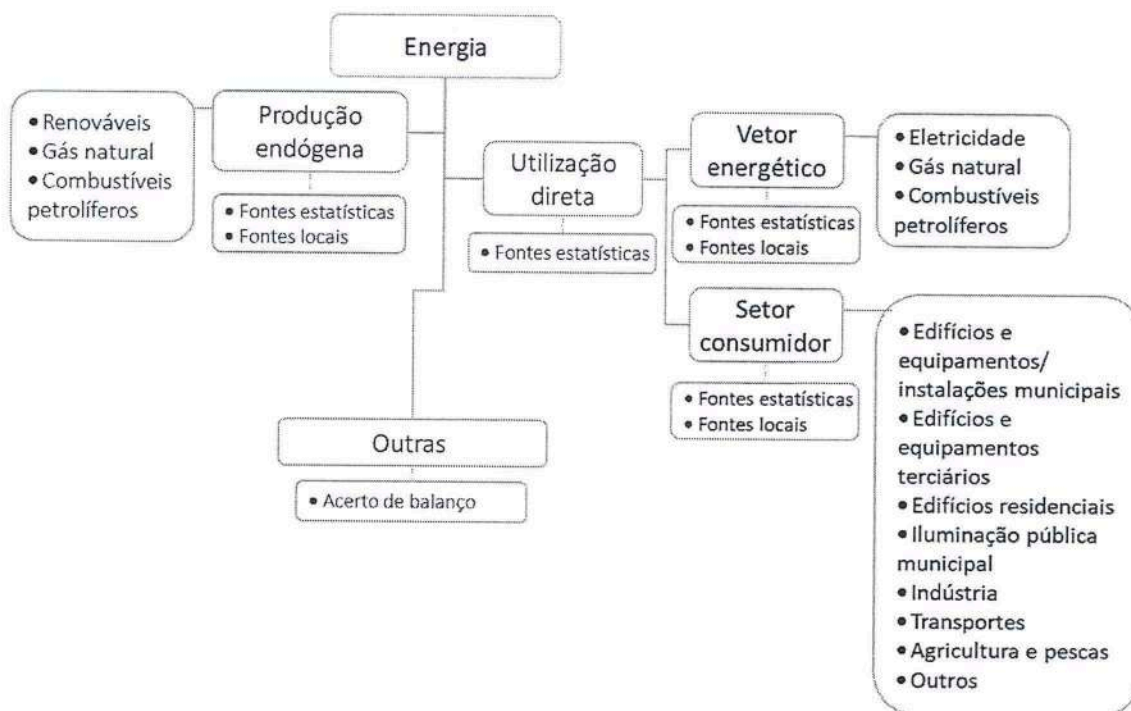 Energia
Produção
endógena
• Renováveis
• Gás natural
• Combustíveis
petrolíferos
• Fontes estatísticas
• Fontes locais
Utilização
direta
• Fontes estatísticas
Vetor
energético
• Fontes estatísticas
• Fontes locais
• Eletricidade
• Gás natural
• Combustíveis
petrolíferos
Setor
consumidor
• Fontes estatísticas
• Fontes locais
• Edifícios e
equipamentos/
instalações municipais
• Edifícios e
equipamentos
terciários
• Edifícios residenciais
• Iluminação pública
municipal
• Indústria
• Transportes
• Agricultura e pescas
• Outros
Outras
• Acerto de balanço